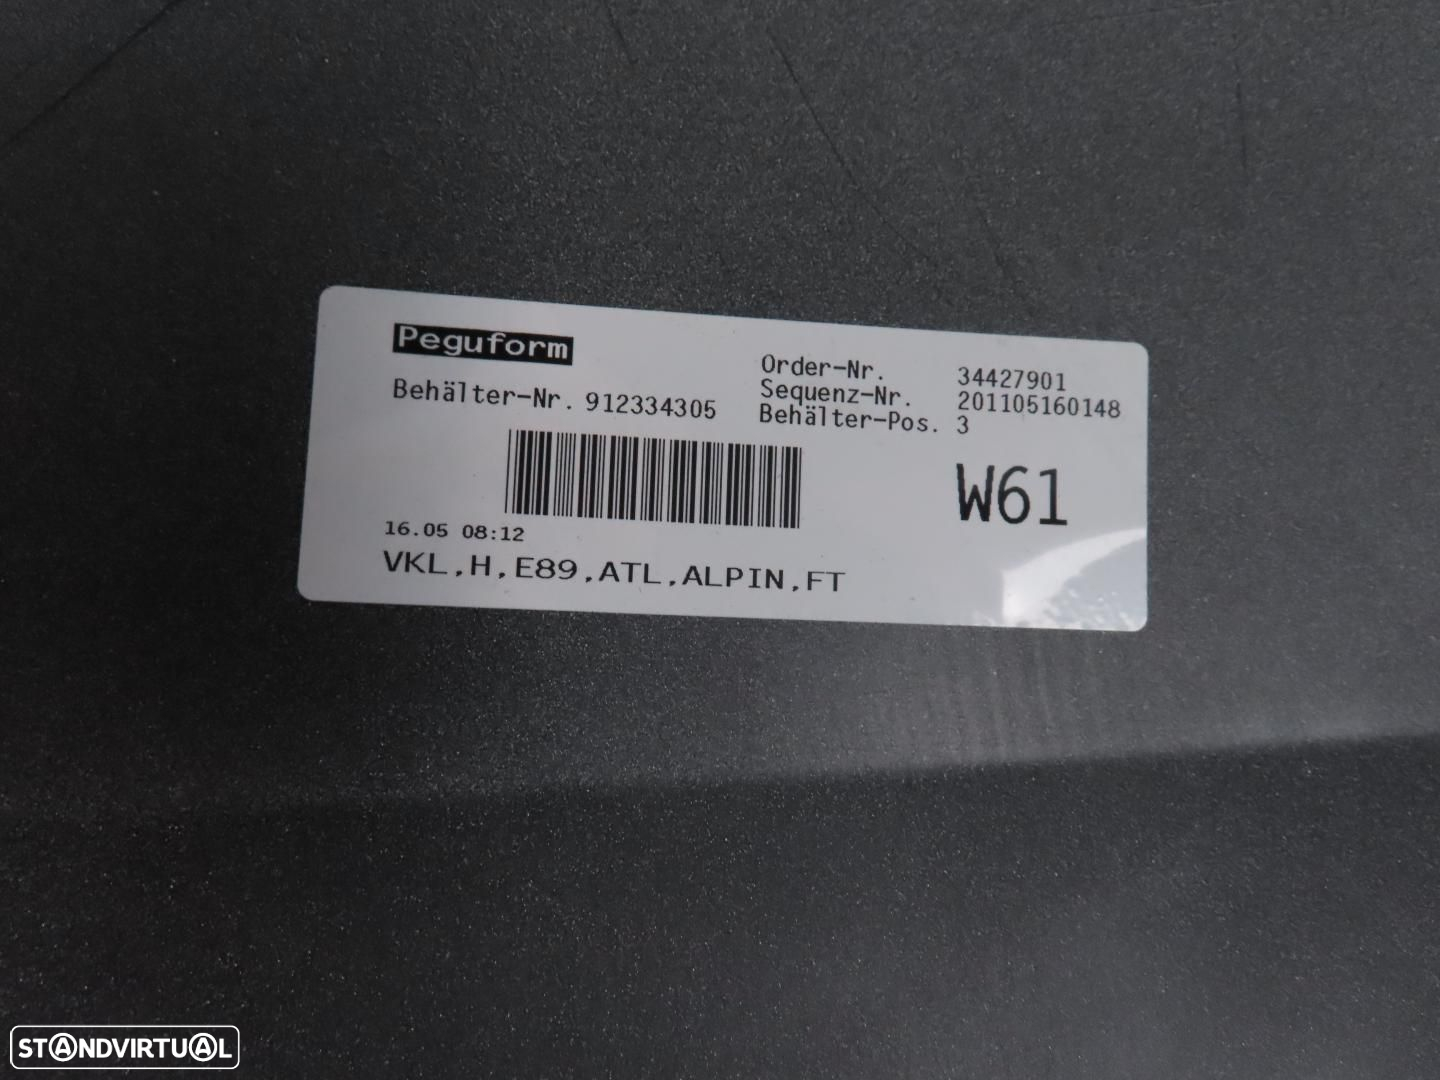 Peguform
Behälter-Nr. 912334305
Order-Nr. 34427901
Sequenz-Nr. 201105160148
Behälter-Pos. 3
W61
16.05 08:12
VKL,H,E89,ATL,ALPIN,FT
STANDVIRTUAL